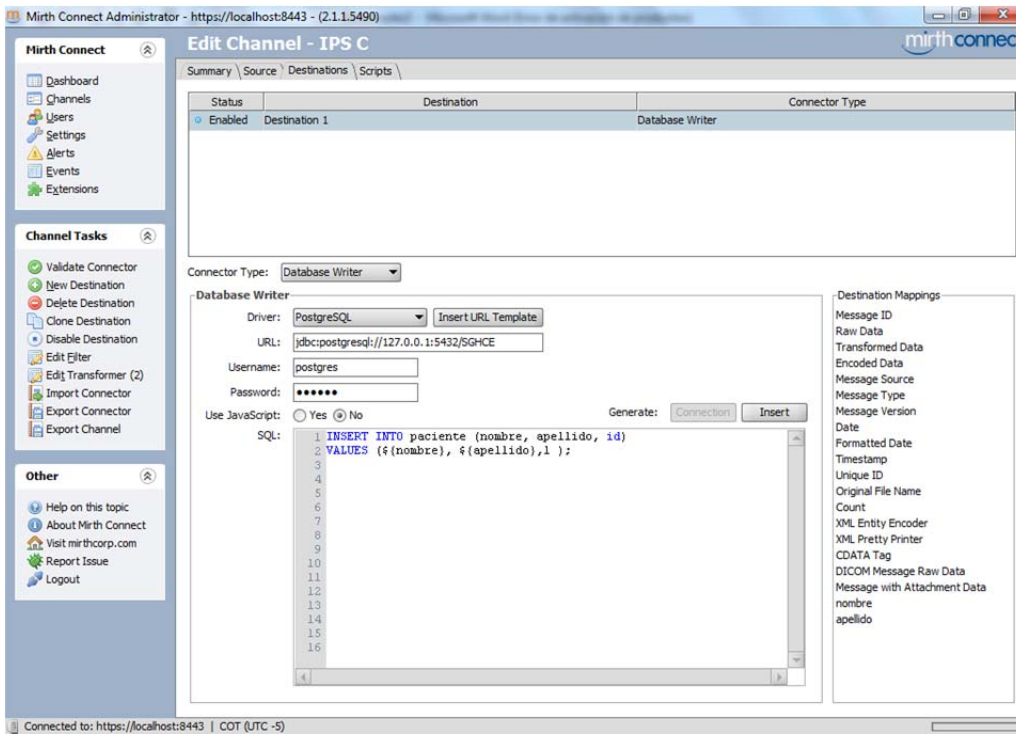 Mirth Connect Administrator - https://localhost:8443 - (2.1.1.5490)
Mirth Connect
Dashboard
Channels
Users
Settings
Alerts
Events
Extensions
Channel Tasks
Validate Connector
New Destination
Delete Destination
Clone Destination
Disable Destination
Edit Filter
Edit Transformer (2)
Import Connector
Export Connector
Export Channel
Other
Help on this topic
About Mirth Connect
Visit mirthcorp.com
Report Issue
Logout
Edit Channel - IPS C
mirth connec
Summary Source Destinations Scripts
Status Destination Connector Type
Enabled Destination 1 Database Writer
Connector Type: Database Writer
Database Writer
Driver: PostgreSQL Insert URL Template
URL: jdbc:postgresql://127.0.0.1:5432/SGHCE
Username: postgres
Password: ••••••
Use JavaScript: Yes No Generate: Connection Insert
SQL:
1 INSERT INTO paciente (nombre, apellido, id)
2 VALUES (${nombre}, ${apellido},1 );
3
4
5
6
7
8
9
10
11
12
13
14
15
16
Destination Mappings
Message ID
Raw Data
Transformed Data
Encoded Data
Message Source
Message Type
Message Version
Date
Formatted Date
Timestamp
Unique ID
Original File Name
Count
XML Entity Encoder
XML Pretty Printer
CDATA Tag
DICOM Message Raw Data
Message with Attachment Data
nombre
apellido
Connected to: https://localhost:8443 | COT (UTC -5)